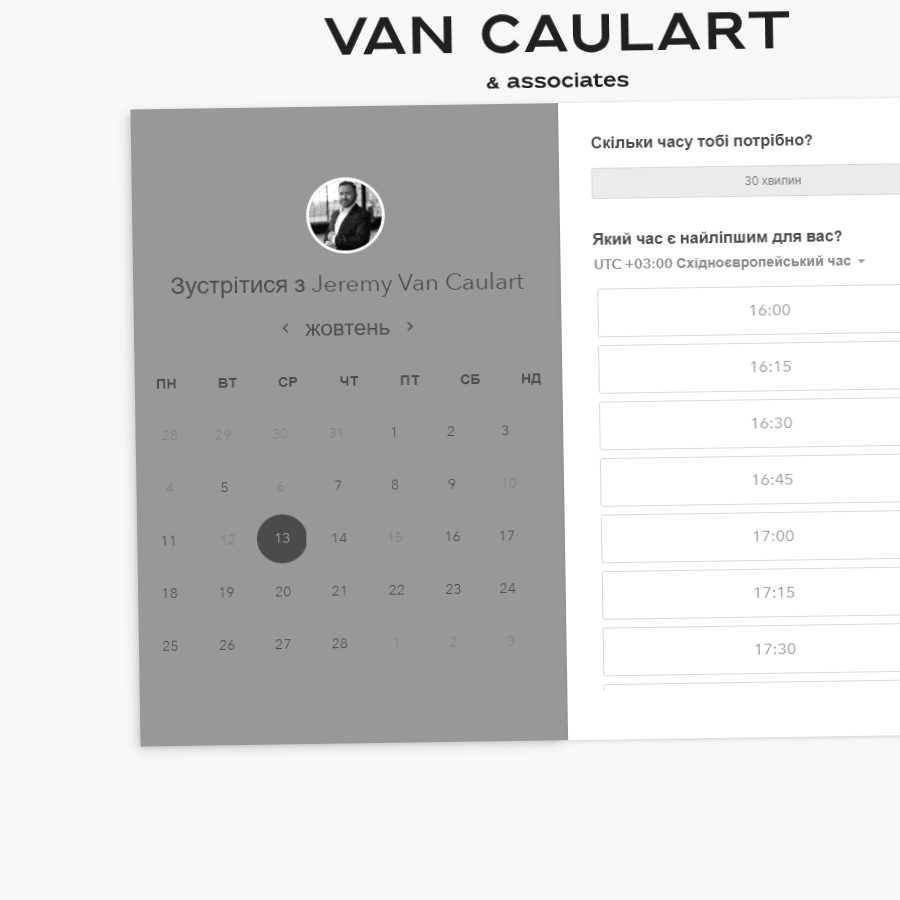 VAN CAULART
& associates
Зустрітися з Jeremy Van Caulart
‹ жовтень ›
ПН ВТ СР ЧТ ПТ СБ НД
28 29 30 31 1 2 3
4 5 6 7 8 9 10
11 12 13 14 15 16 17
18 19 20 21 22 23 24
25 26 27 28 1 2 3
Скільки часу тобі потрібно?
30 хвилин
Який час є найліпшим для вас?
UTC +03:00 Східноєвропейський час
16:00
16:15
16:30
16:45
17:00
17:15
17:30